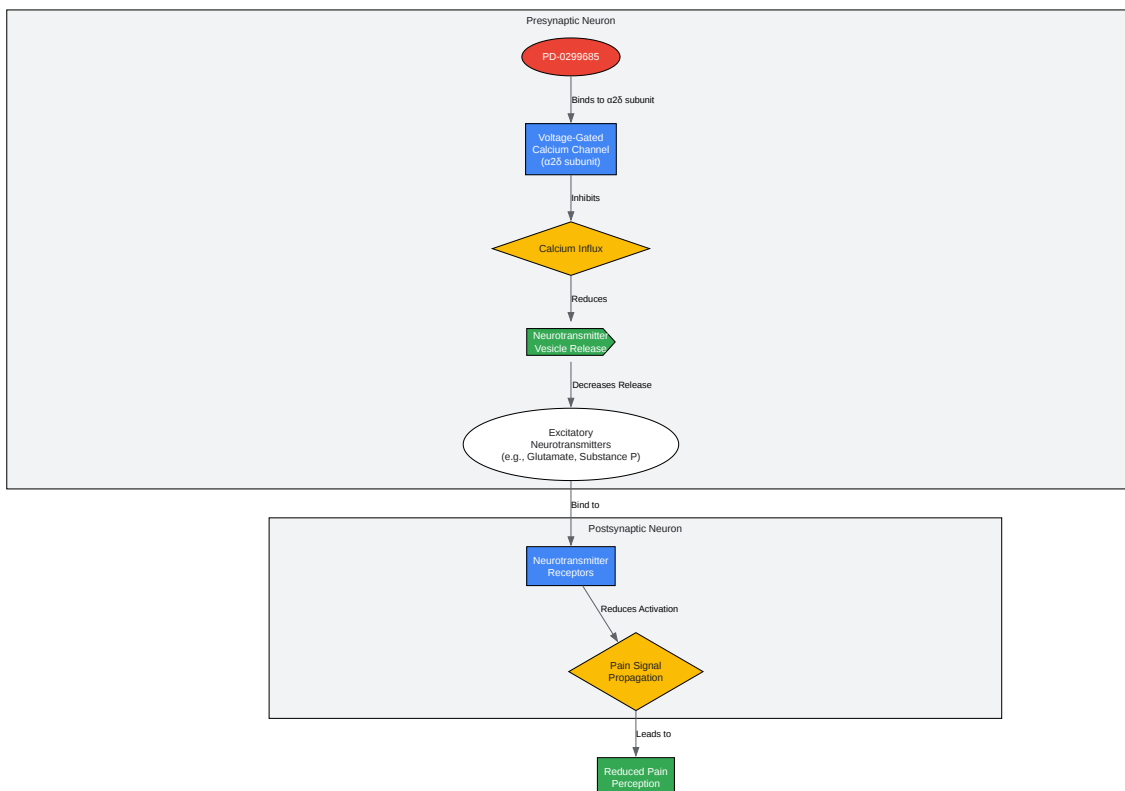 Presynaptic Neuron
PD-0299685
Binds to α2δ subunit
Voltage-Gated
Calcium Channel
(α2δ subunit)
Inhibits
Calcium Influx
Reduces
Neurotransmitter
Vesicle Release
Decreases Release
Excitatory
Neurotransmitters
(e.g., Glutamate, Substance P)
Bind to
Postsynaptic Neuron
Neurotransmitter
Receptors
Reduces Activation
Pain Signal
Propagation
Leads to
Reduced Pain
Perception